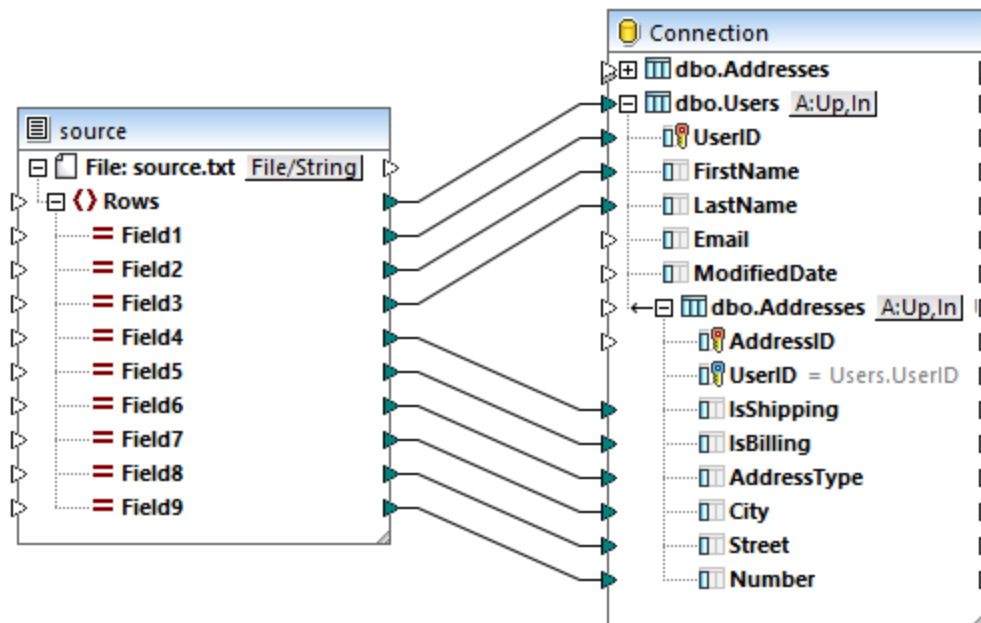 source
File: source.txt File/String
Rows
Field1
Field2
Field3
Field4
Field5
Field6
Field7
Field8
Field9
Connection
dbo.Addresses
dbo.Users A:Up,In
UserID
FirstName
LastName
Email
ModifiedDate
dbo.Addresses A:Up,In
AddressID
UserID = Users.UserID
IsShipping
IsBilling
AddressType
City
Street
Number